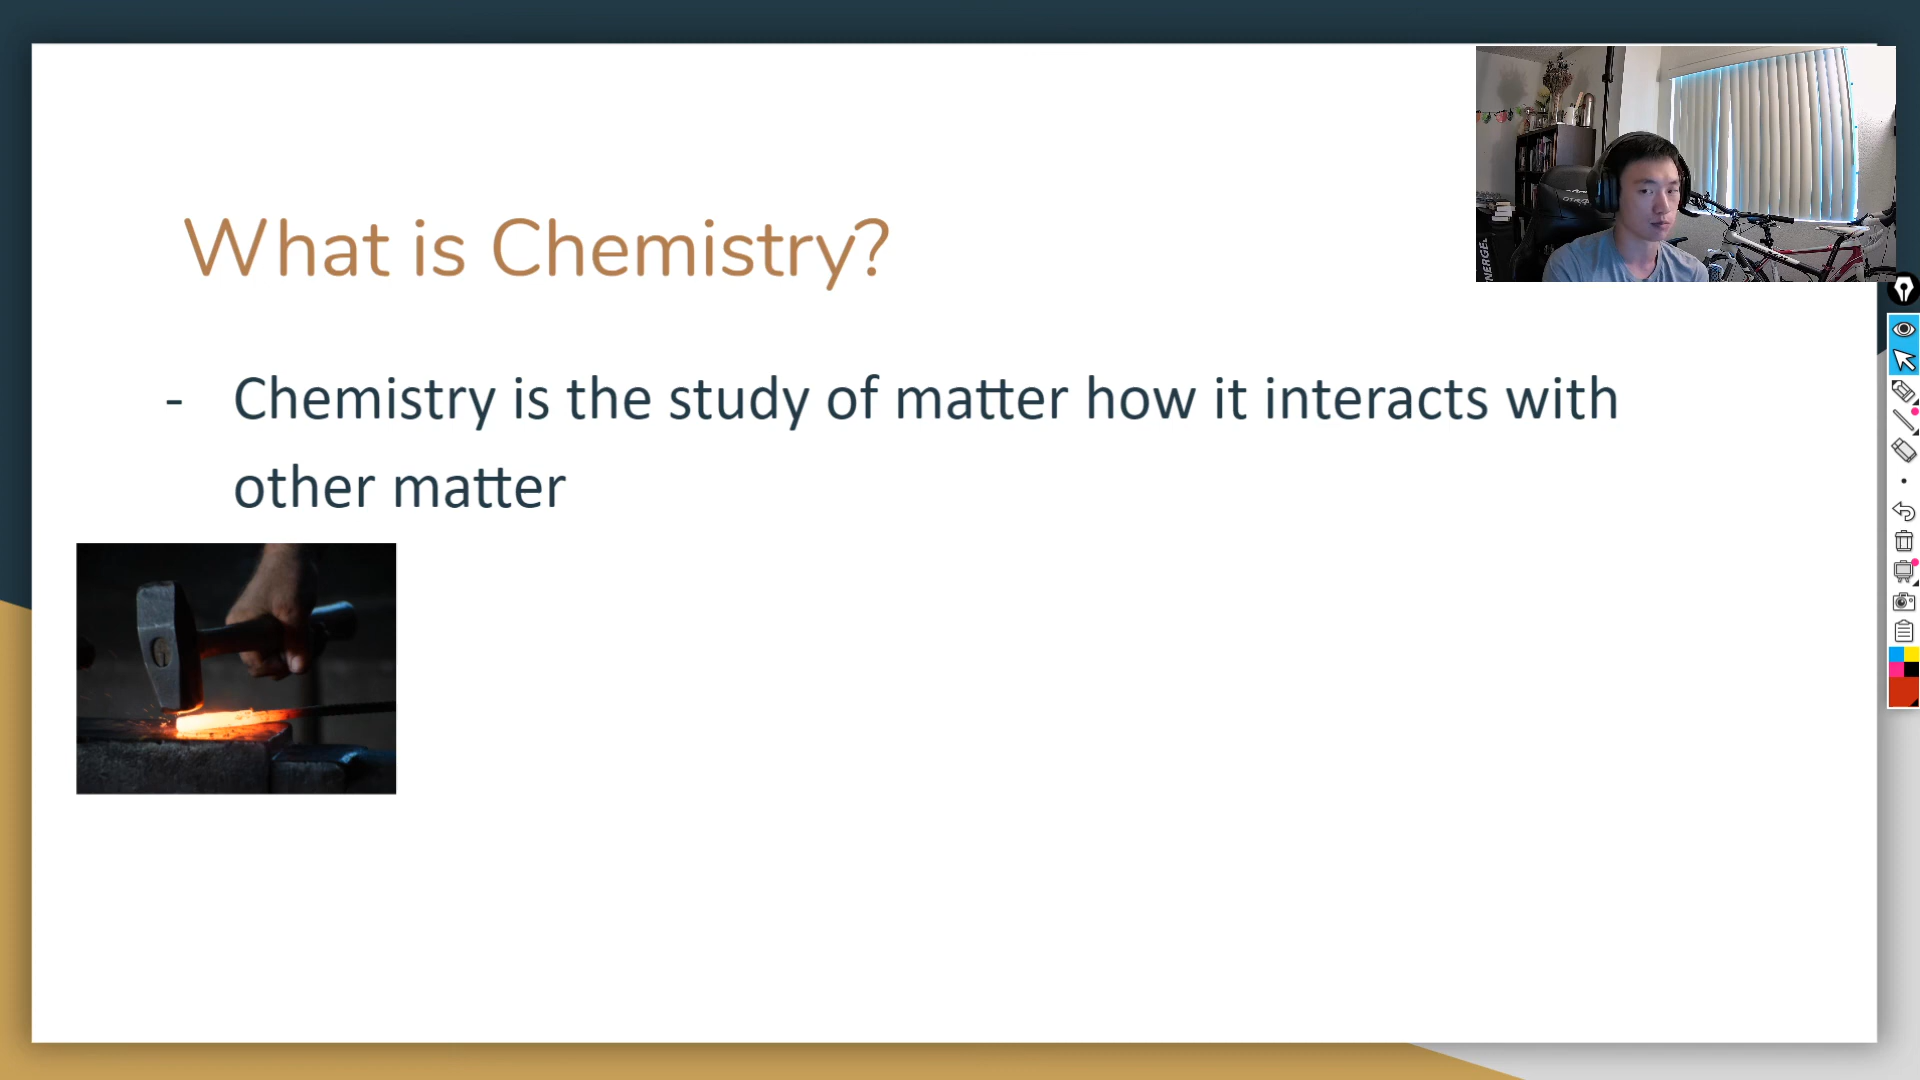 What is Chemistry?
- Chemistry is the study of matter how it interacts with
other matter